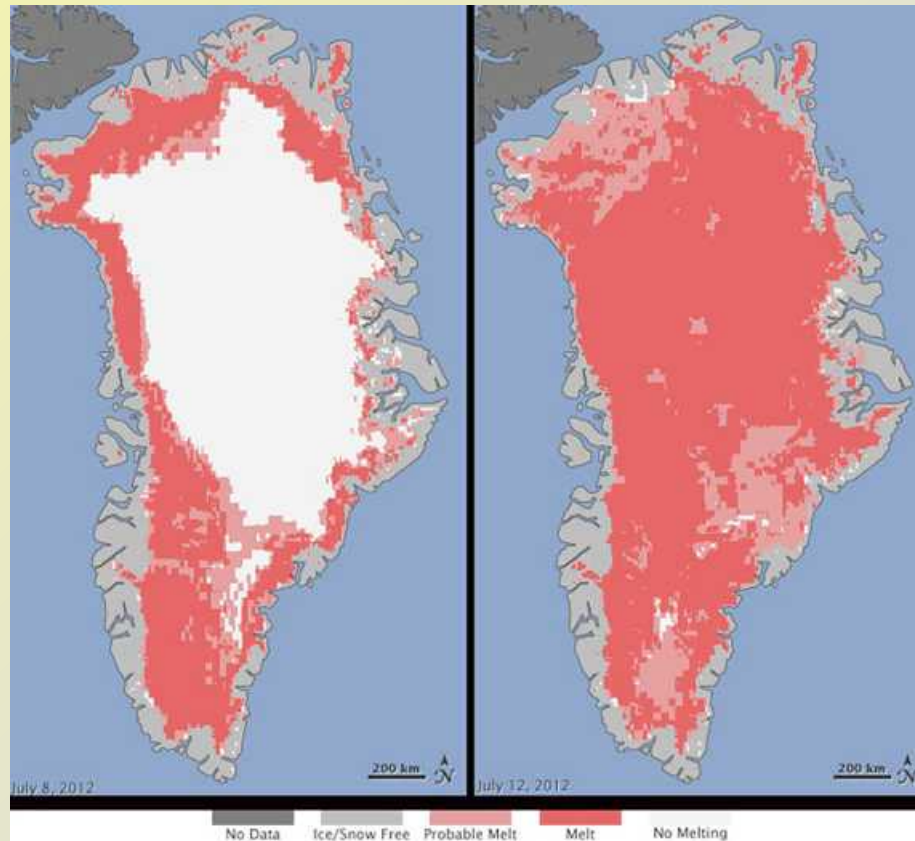 200 km N
July 8, 2012
200 km N
July 12, 2012
No Data Ice/Snow Free Probable Melt Melt No Melting